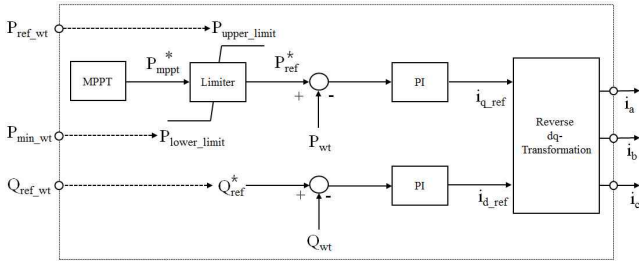 P_ref_wt
P_upper_limit
MPPT
P*_mppt
Limiter
P*_ref
+
-
PI
i_q_ref
P_lower_limit
P_wt
P_min_wt
Reverse
dq-
Transformation
i_a
i_b
i_c
Q_ref_wt
Q*_ref
+
-
PI
i_d_ref
Q_wt